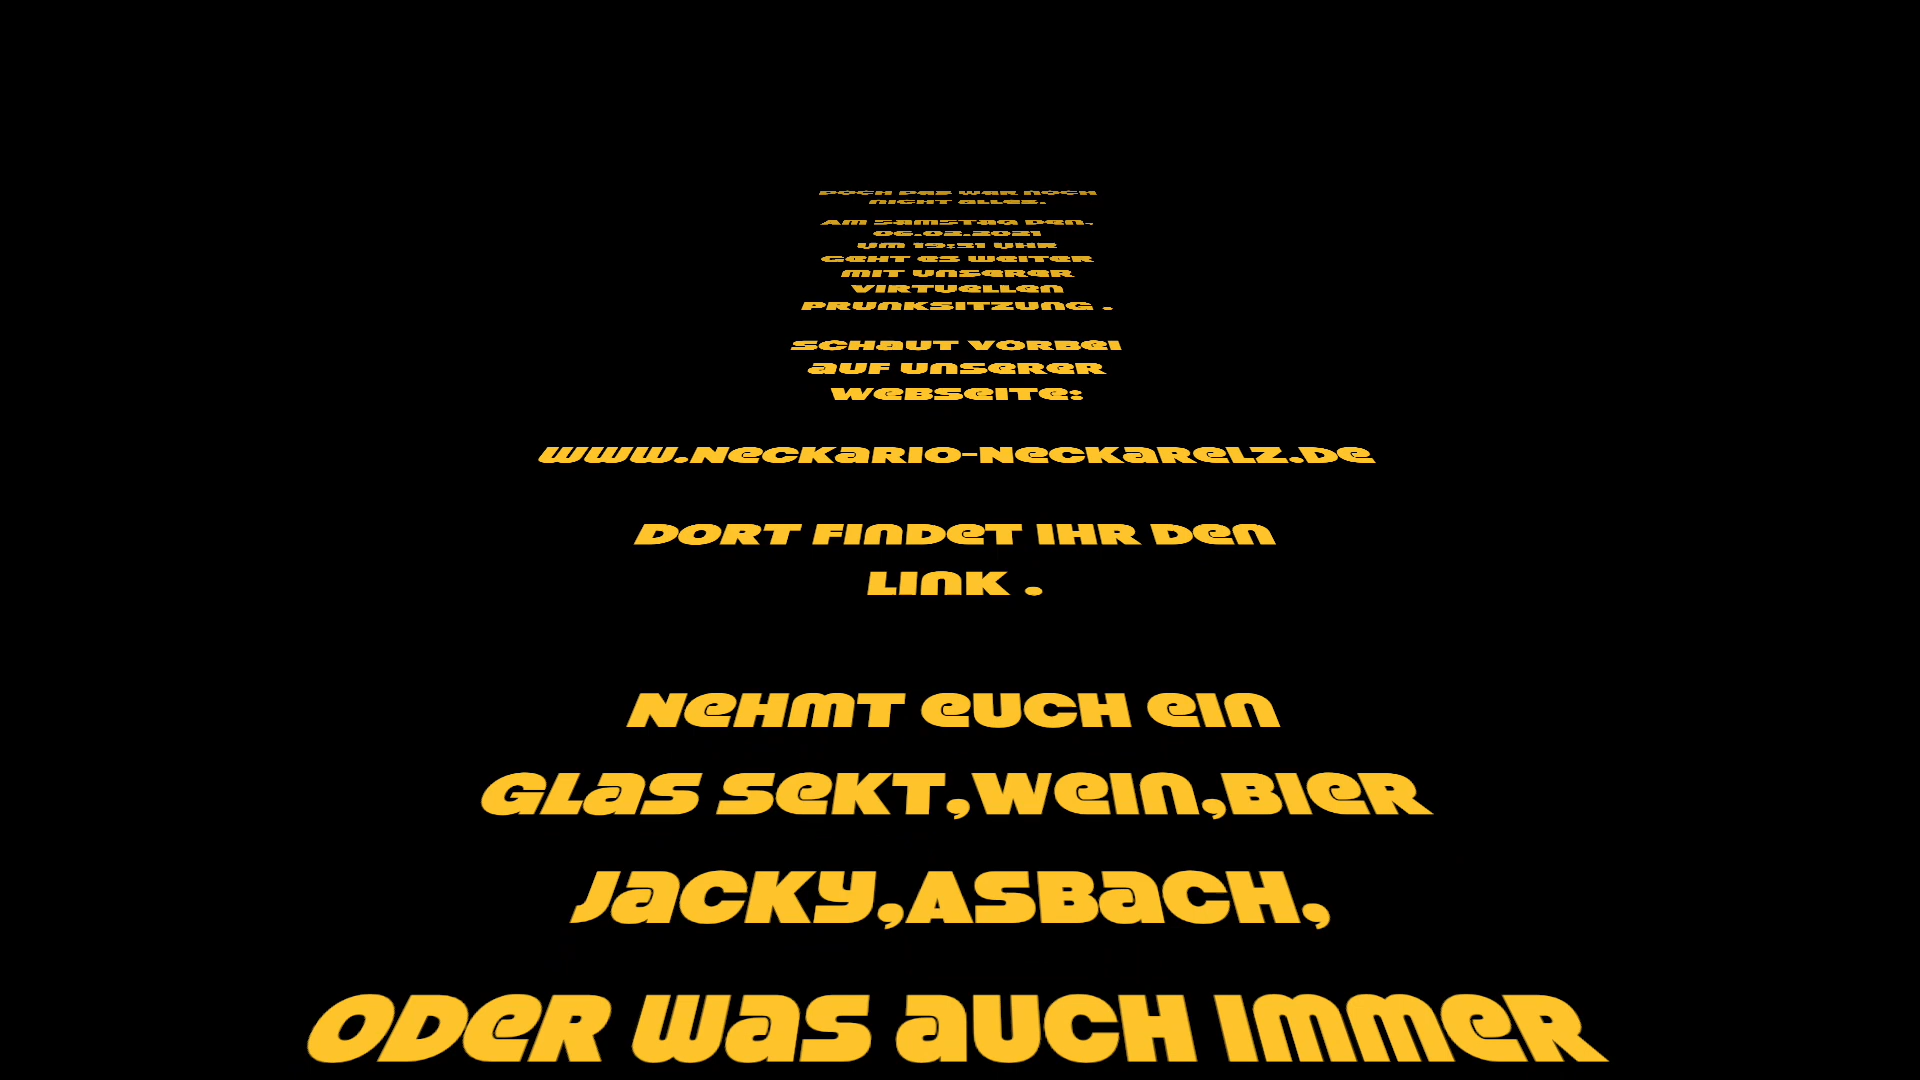 DOCH DAS WAR NOCH
NICHT ALLES.
AM SAMSTAG DEN,
06.02.2021
UM 19:31 UHR
GEHT ES WEITER
MIT UNSERER
VIRTUELLEN
PRUNKSITZUNG .
SCHAUT VORBEI
AUF UNSERER
WEBSEITE:
WWW.NECKARIO-NECKARELZ.DE
DORT FINDET IHR DEN
LINK .
NEHMT EUCH EIN
GLAS SEKT,WEIN,BIER
JACKY,ASBACH,
ODER WAS AUCH IMMER